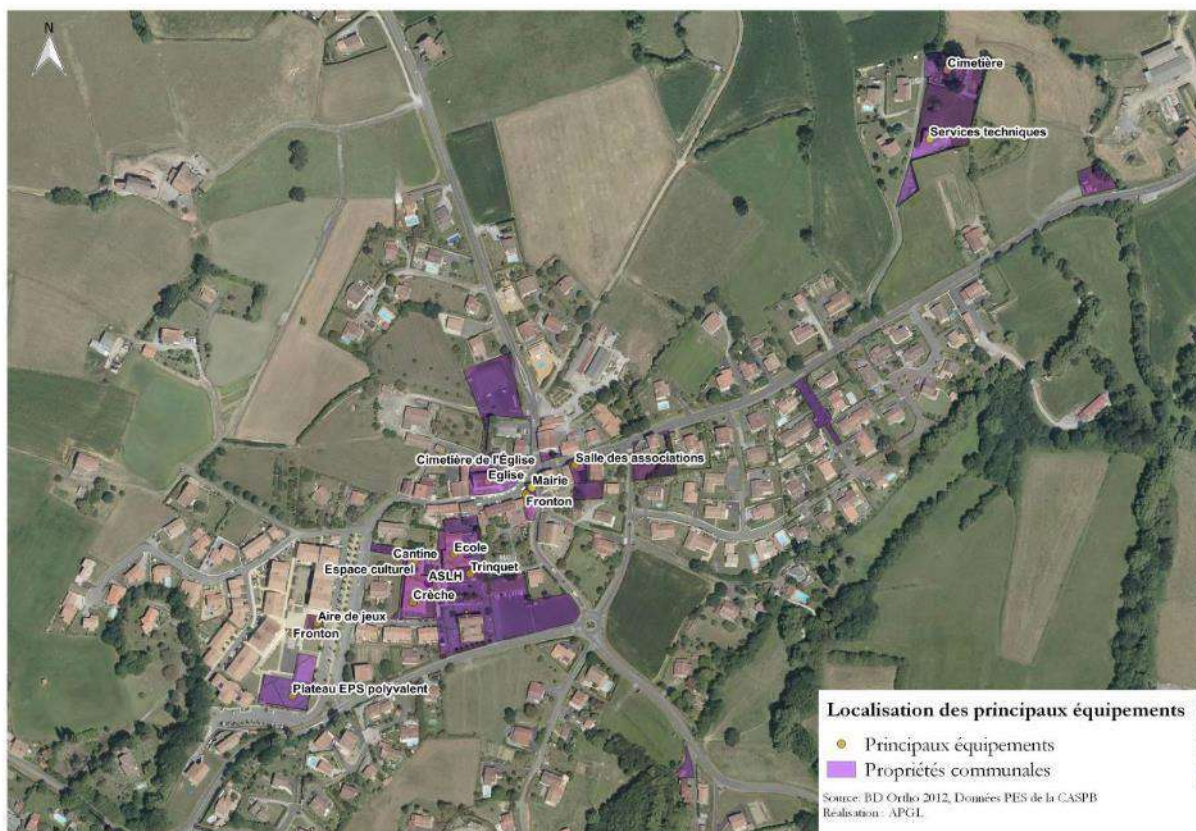 N
Cimetière
Services techniques
Cimetière de l'Église
Salle des associations
Eglise
Mairie
Fronton
Cantine
Ecole
Espace culturel
ASLH
Trinquet
Crèche
Aire de jeux
Fronton
Plateau EPS polyvalent
Localisation des principaux équipements
Principaux équipements
Propriétés communales
Source: BD Ortho 2012, Données PES de la CASPB
Réalisation : APGL